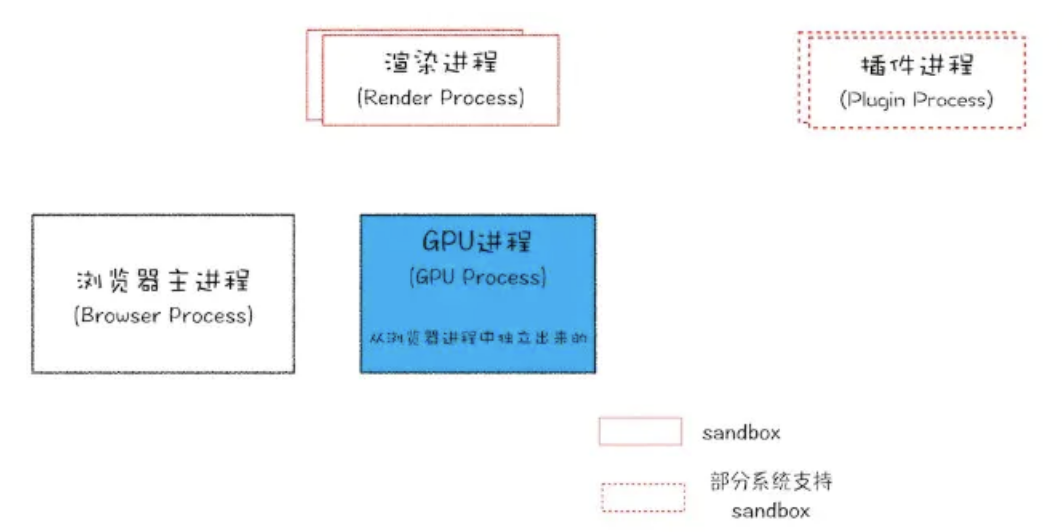 渲染进程
(Render Process)
插件进程
(Plugin Process)
浏览器主进程
(Browser Process)
GPU进程
(GPU Process)
从浏览器进程中独立出来的
sandbox
部分系统支持
sandbox